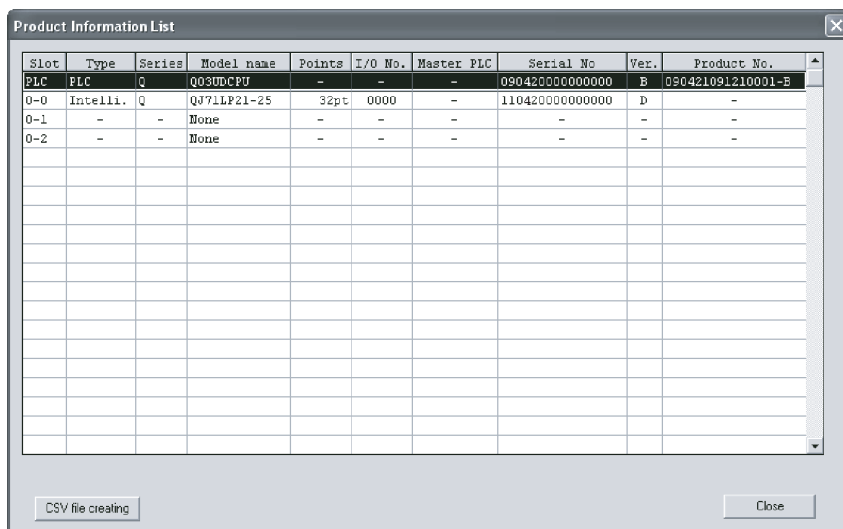 Product Information List
Slot Type Series Model name Points I/O No. Master PLC Serial No Ver. Product No.
PLC PLC Q Q03UDCPU - - - 090420000000000 B 090421091210001-B
0-0 Intelli. Q QJ71LP21-25 32pt 0000 - 110420000000000 D -
0-1 - - None - - - - - -
0-2 - - None - - - - - -
CSV file creating
Close